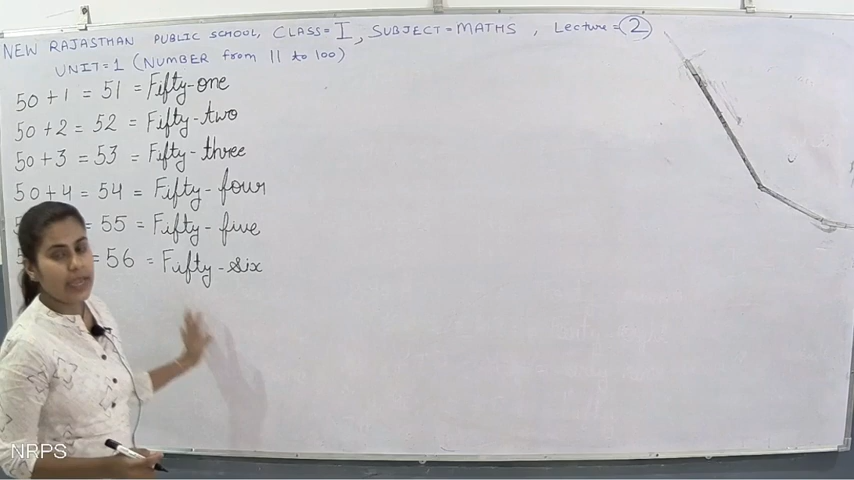 NEW RAJASTHAN PUBLIC SCHOOL, CLASS=I, SUBJECT=MATHS, Lecture=2
UNIT=1 (NUMBER from 11 to 100)
50+1 = 51 = Fifty-one
50+2 = 52 = Fifty-two
50+3 = 53 = Fifty-three
50+4 = 54 = Fifty-four
= 55 = Fifty-five
= 56 = Fifty-six
NRPS